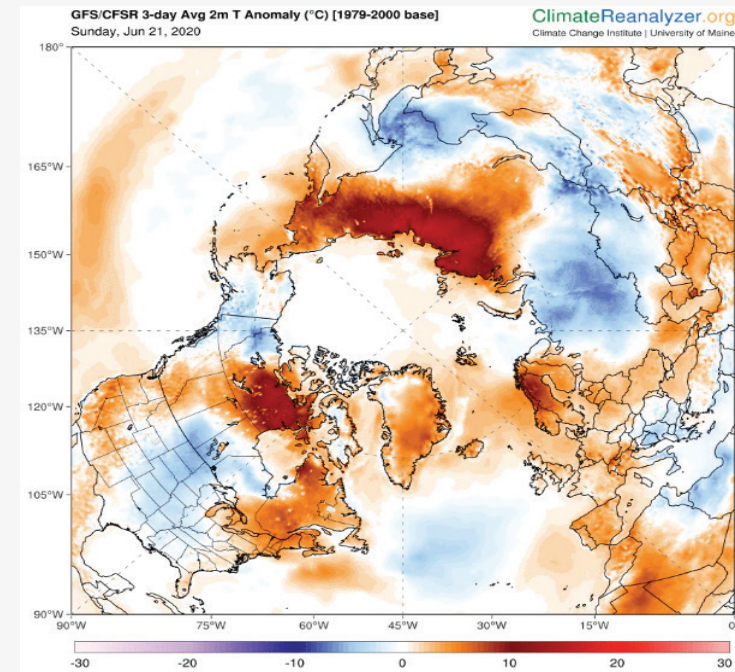 GFS/CFSR 3-day Avg 2m T Anomaly (°C) [1979-2000 base]
Sunday, Jun 21, 2020
ClimateReanalyzer.org
Climate Change Institute | University of Maine
180°
165°W
150°W
135°W
120°W
105°W
90°W
90°W 75°W 60°W 45°W 30°W 15°W 0
-30 -20 -10 0 10 20 30